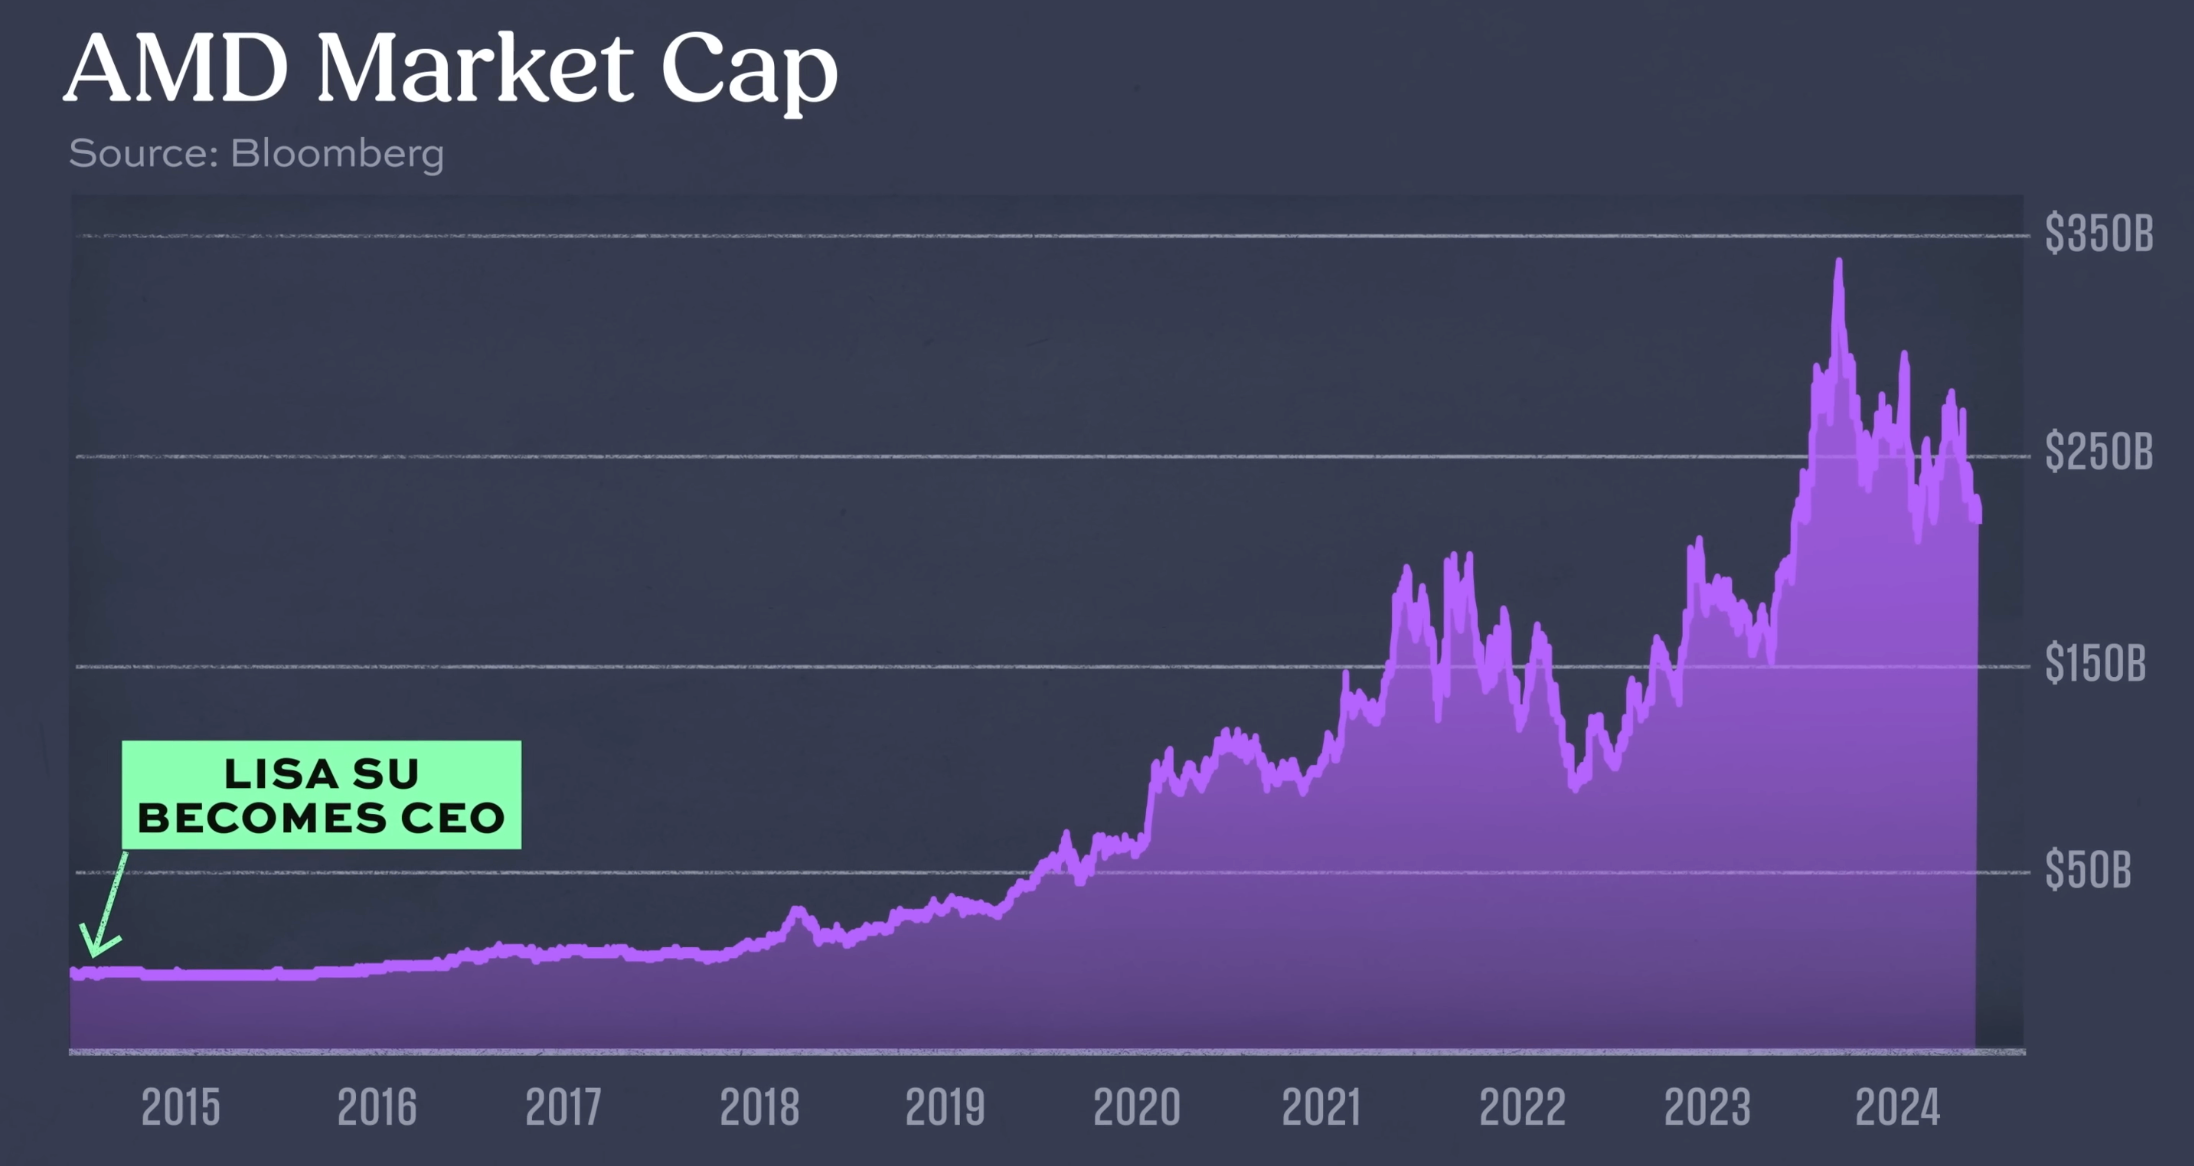 AMD Market Cap
Source: Bloomberg
$350B
$250B
$150B
$50B
LISA SU
BECOMES CEO
2015 2016 2017 2018 2019 2020 2021 2022 2023 2024